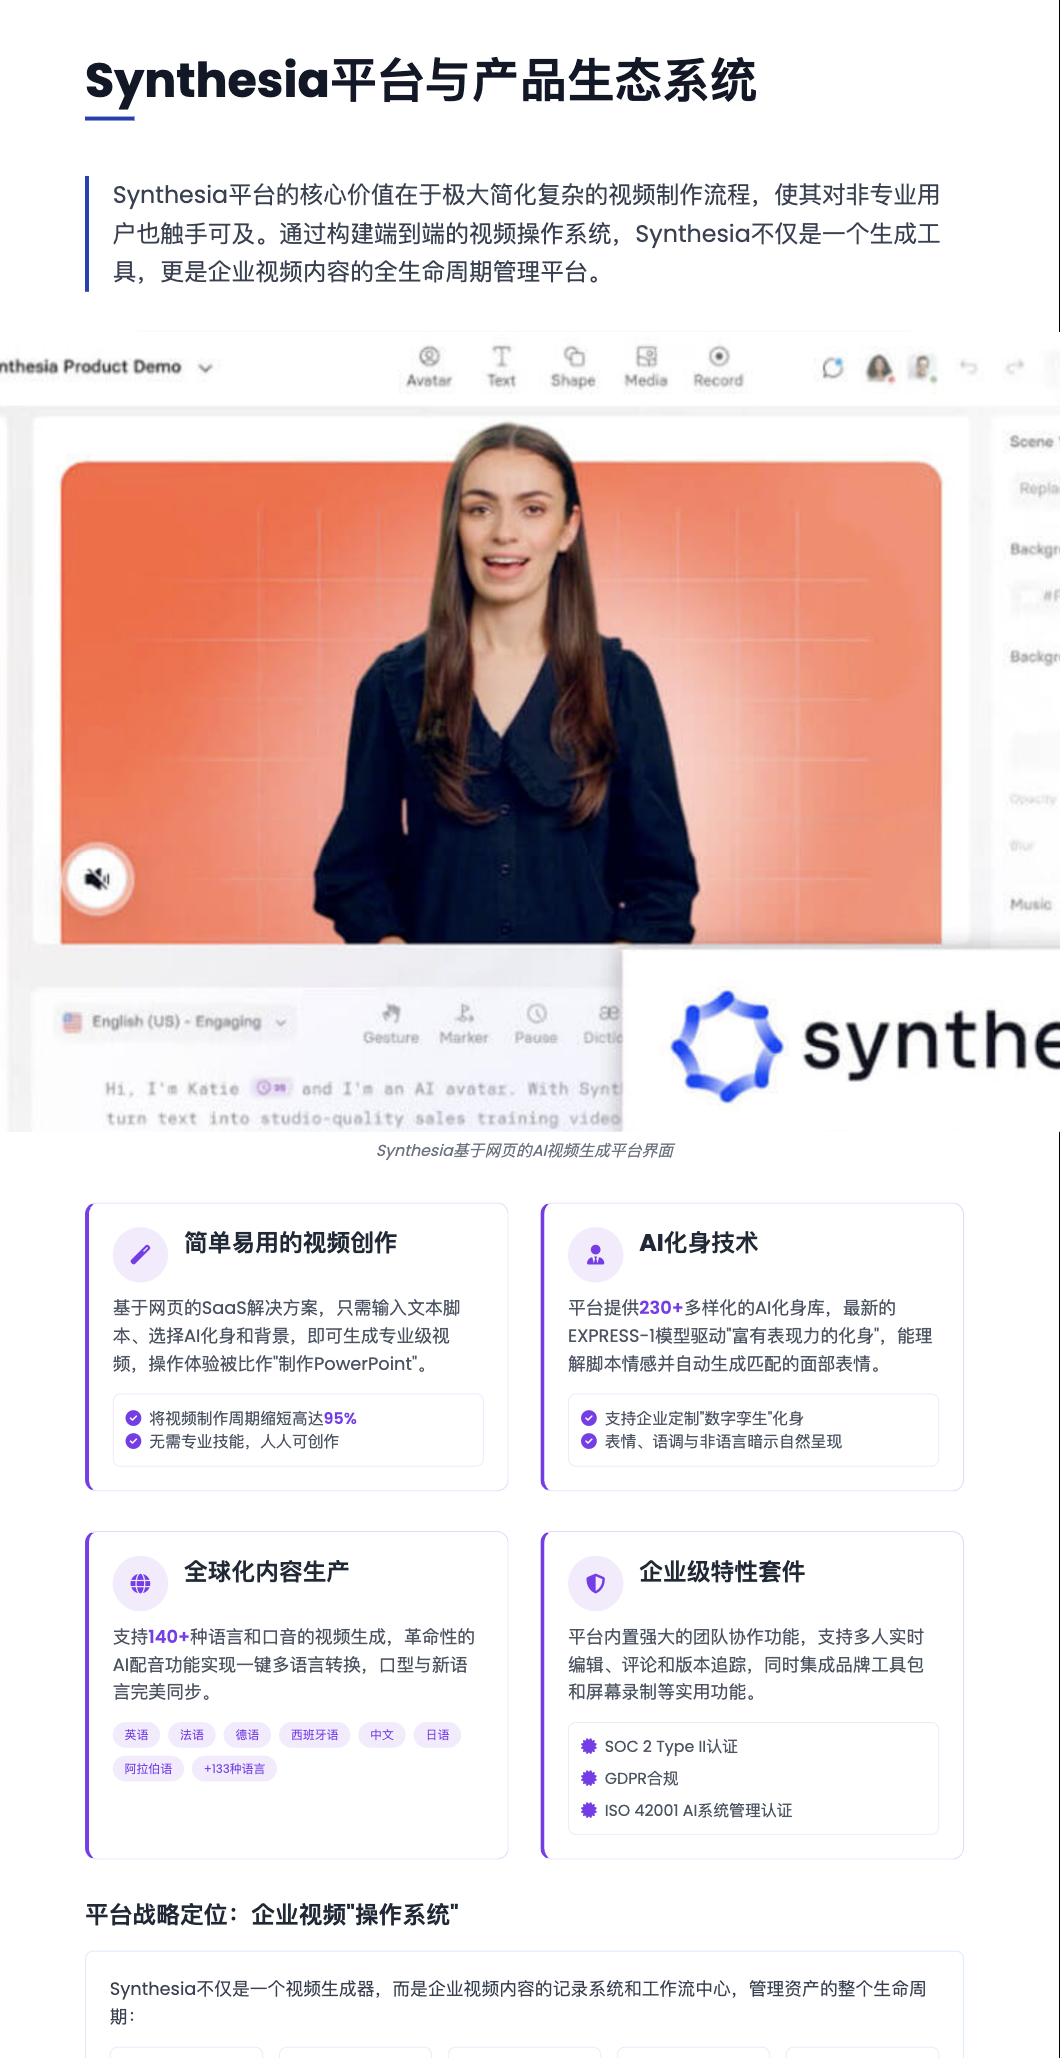 Synthesia平台与产品生态系统
Synthesia平台的核心价值在于极大简化复杂的视频制作流程，使其对非专业用
户也触手可及。通过构建端到端的视频操作系统，Synthesia不仅是一个生成工
具，更是企业视频内容的全生命周期管理平台。
nthesia Product Demo
Avatar Text Shape Media Record
Scene
Repla
Backgr
#F
Backgr
Opacity
Blur
Music
English (US) - Engaging
Gesture Marker Pause Dictio
synthe
Hi, I'm Katie and I'm an AI avatar. With Synt
turn text into studio-quality sales training video
Synthesia基于网页的AI视频生成平台界面
简单易用的视频创作
基于网页的SaaS解决方案，只需输入文本脚
本、选择AI化身和背景，即可生成专业级视
频，操作体验被比作"制作PowerPoint"。
将视频制作周期缩短高达95%
无需专业技能，人人可创作
AI化身技术
平台提供230+多样化的AI化身库，最新的
EXPRESS-1模型驱动"富有表现力的化身"，能理
解脚本情感并自动生成匹配的面部表情。
支持企业定制"数字孪生"化身
表情、语调与非语言暗示自然呈现
全球化内容生产
支持140+种语言和口音的视频生成，革命性的
AI配音功能实现一键多语言转换，口型与新语
言完美同步。
英语 法语 德语 西班牙语 中文 日语
阿拉伯语 +133种语言
企业级特性套件
平台内置强大的团队协作功能，支持多人实时
编辑、评论和版本追踪，同时集成品牌工具包
和屏幕录制等实用功能。
SOC 2 Type II认证
GDPR合规
ISO 42001 AI系统管理认证
平台战略定位：企业视频"操作系统"
Synthesia不仅是一个视频生成器，而是企业视频内容的记录系统和工作流中心，管理资产的整个生命周
期：